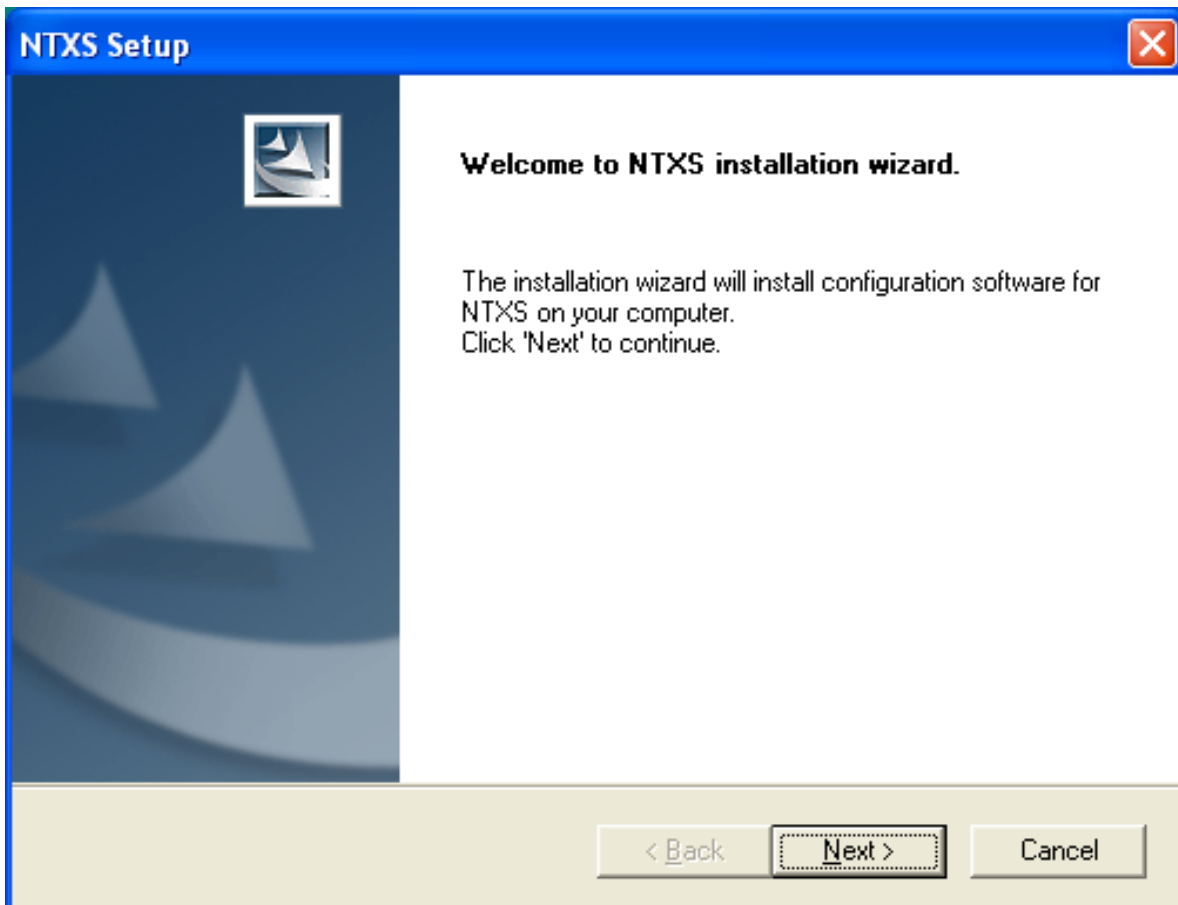 NTXS Setup
Welcome to NTXS installation wizard.
The installation wizard will install configuration software for
NTXS on your computer.
Click 'Next' to continue.
< Back
Next >
Cancel